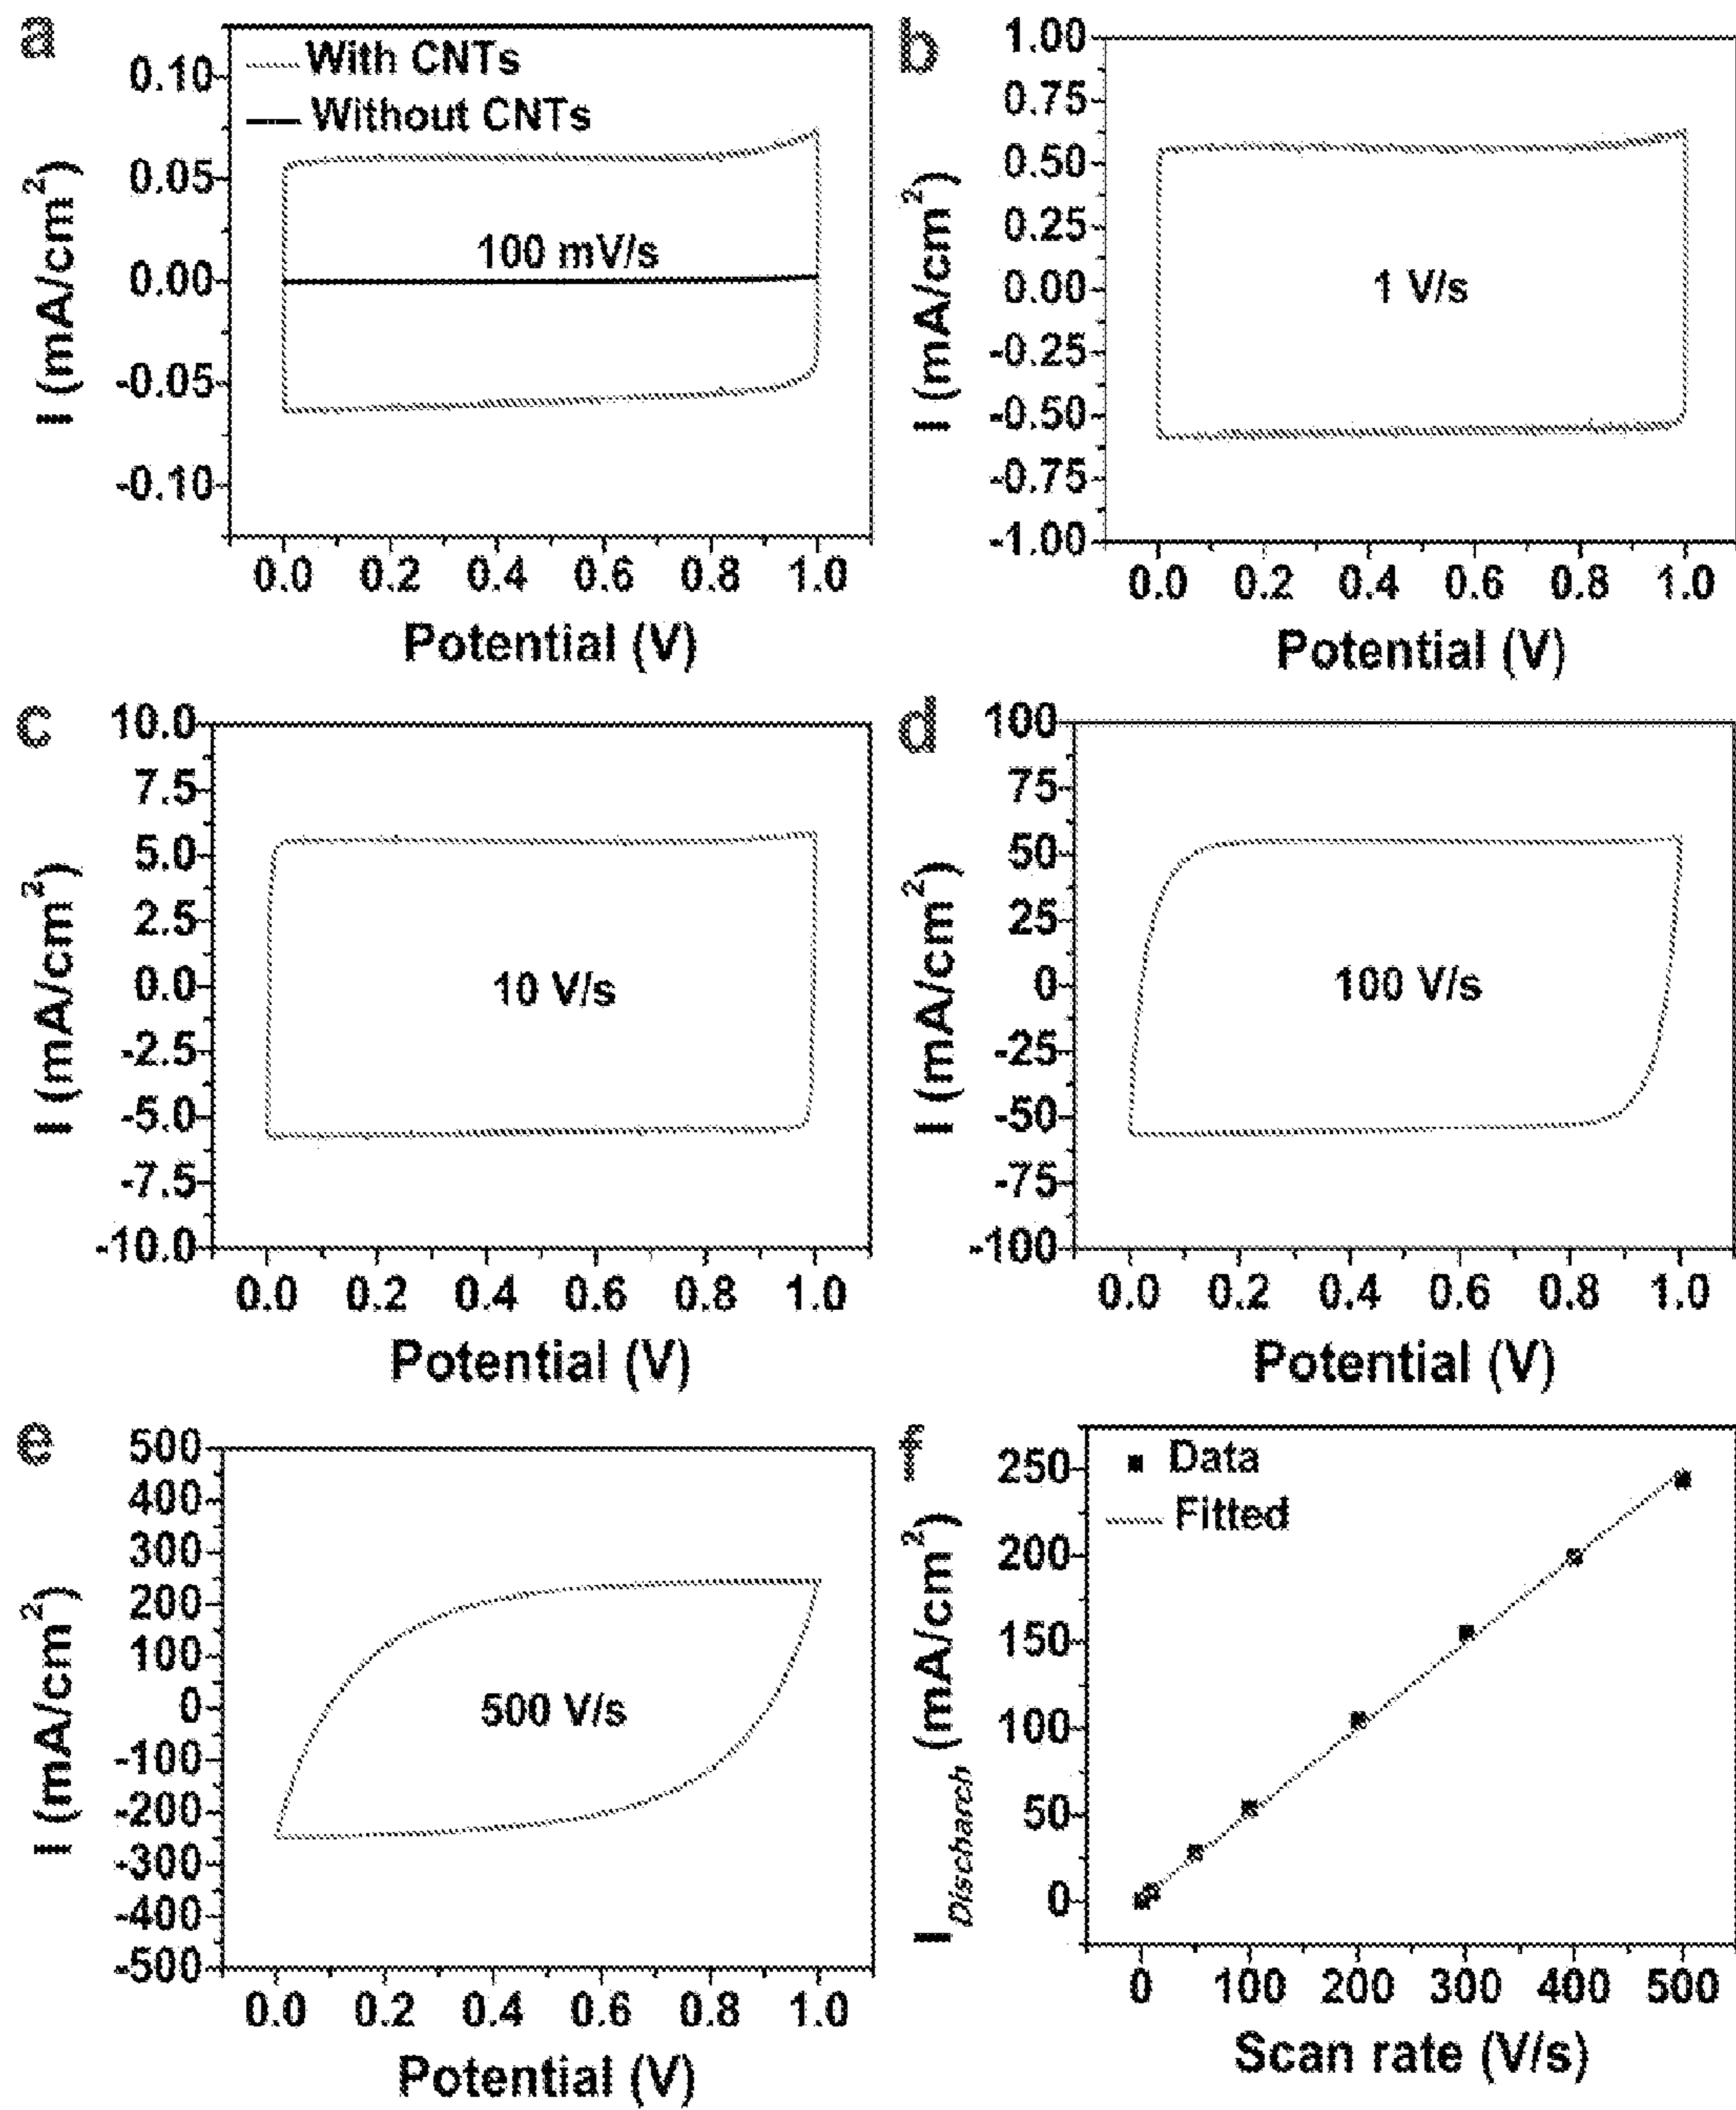 a
With CNTs
Without CNTs
0.10
0.05
0.00
-0.05
-0.10
I (mA/cm²)
100 mV/s
0.0 0.2 0.4 0.6 0.8 1.0
Potential (V)
b
1.00
0.75
0.50
0.25
0.00
-0.25
-0.50
-0.75
-1.00
I (mA/cm²)
1 V/s
0.0 0.2 0.4 0.6 0.8 1.0
Potential (V)
c
10.0
7.5
5.0
2.5
0.0
-2.5
-5.0
-7.5
-10.0
I (mA/cm²)
10 V/s
0.0 0.2 0.4 0.6 0.8 1.0
Potential (V)
d
100
75
50
25
0
-25
-50
-75
-100
I (mA/cm²)
100 V/s
0.0 0.2 0.4 0.6 0.8 1.0
Potential (V)
e
500
400
300
200
100
0
-100
-200
-300
-400
-500
I (mA/cm²)
500 V/s
0.0 0.2 0.4 0.6 0.8 1.0
Potential (V)
f
Data
Fitted
250
200
150
100
50
0
I Discharch (mA/cm²)
0 100 200 300 400 500
Scan rate (V/s)